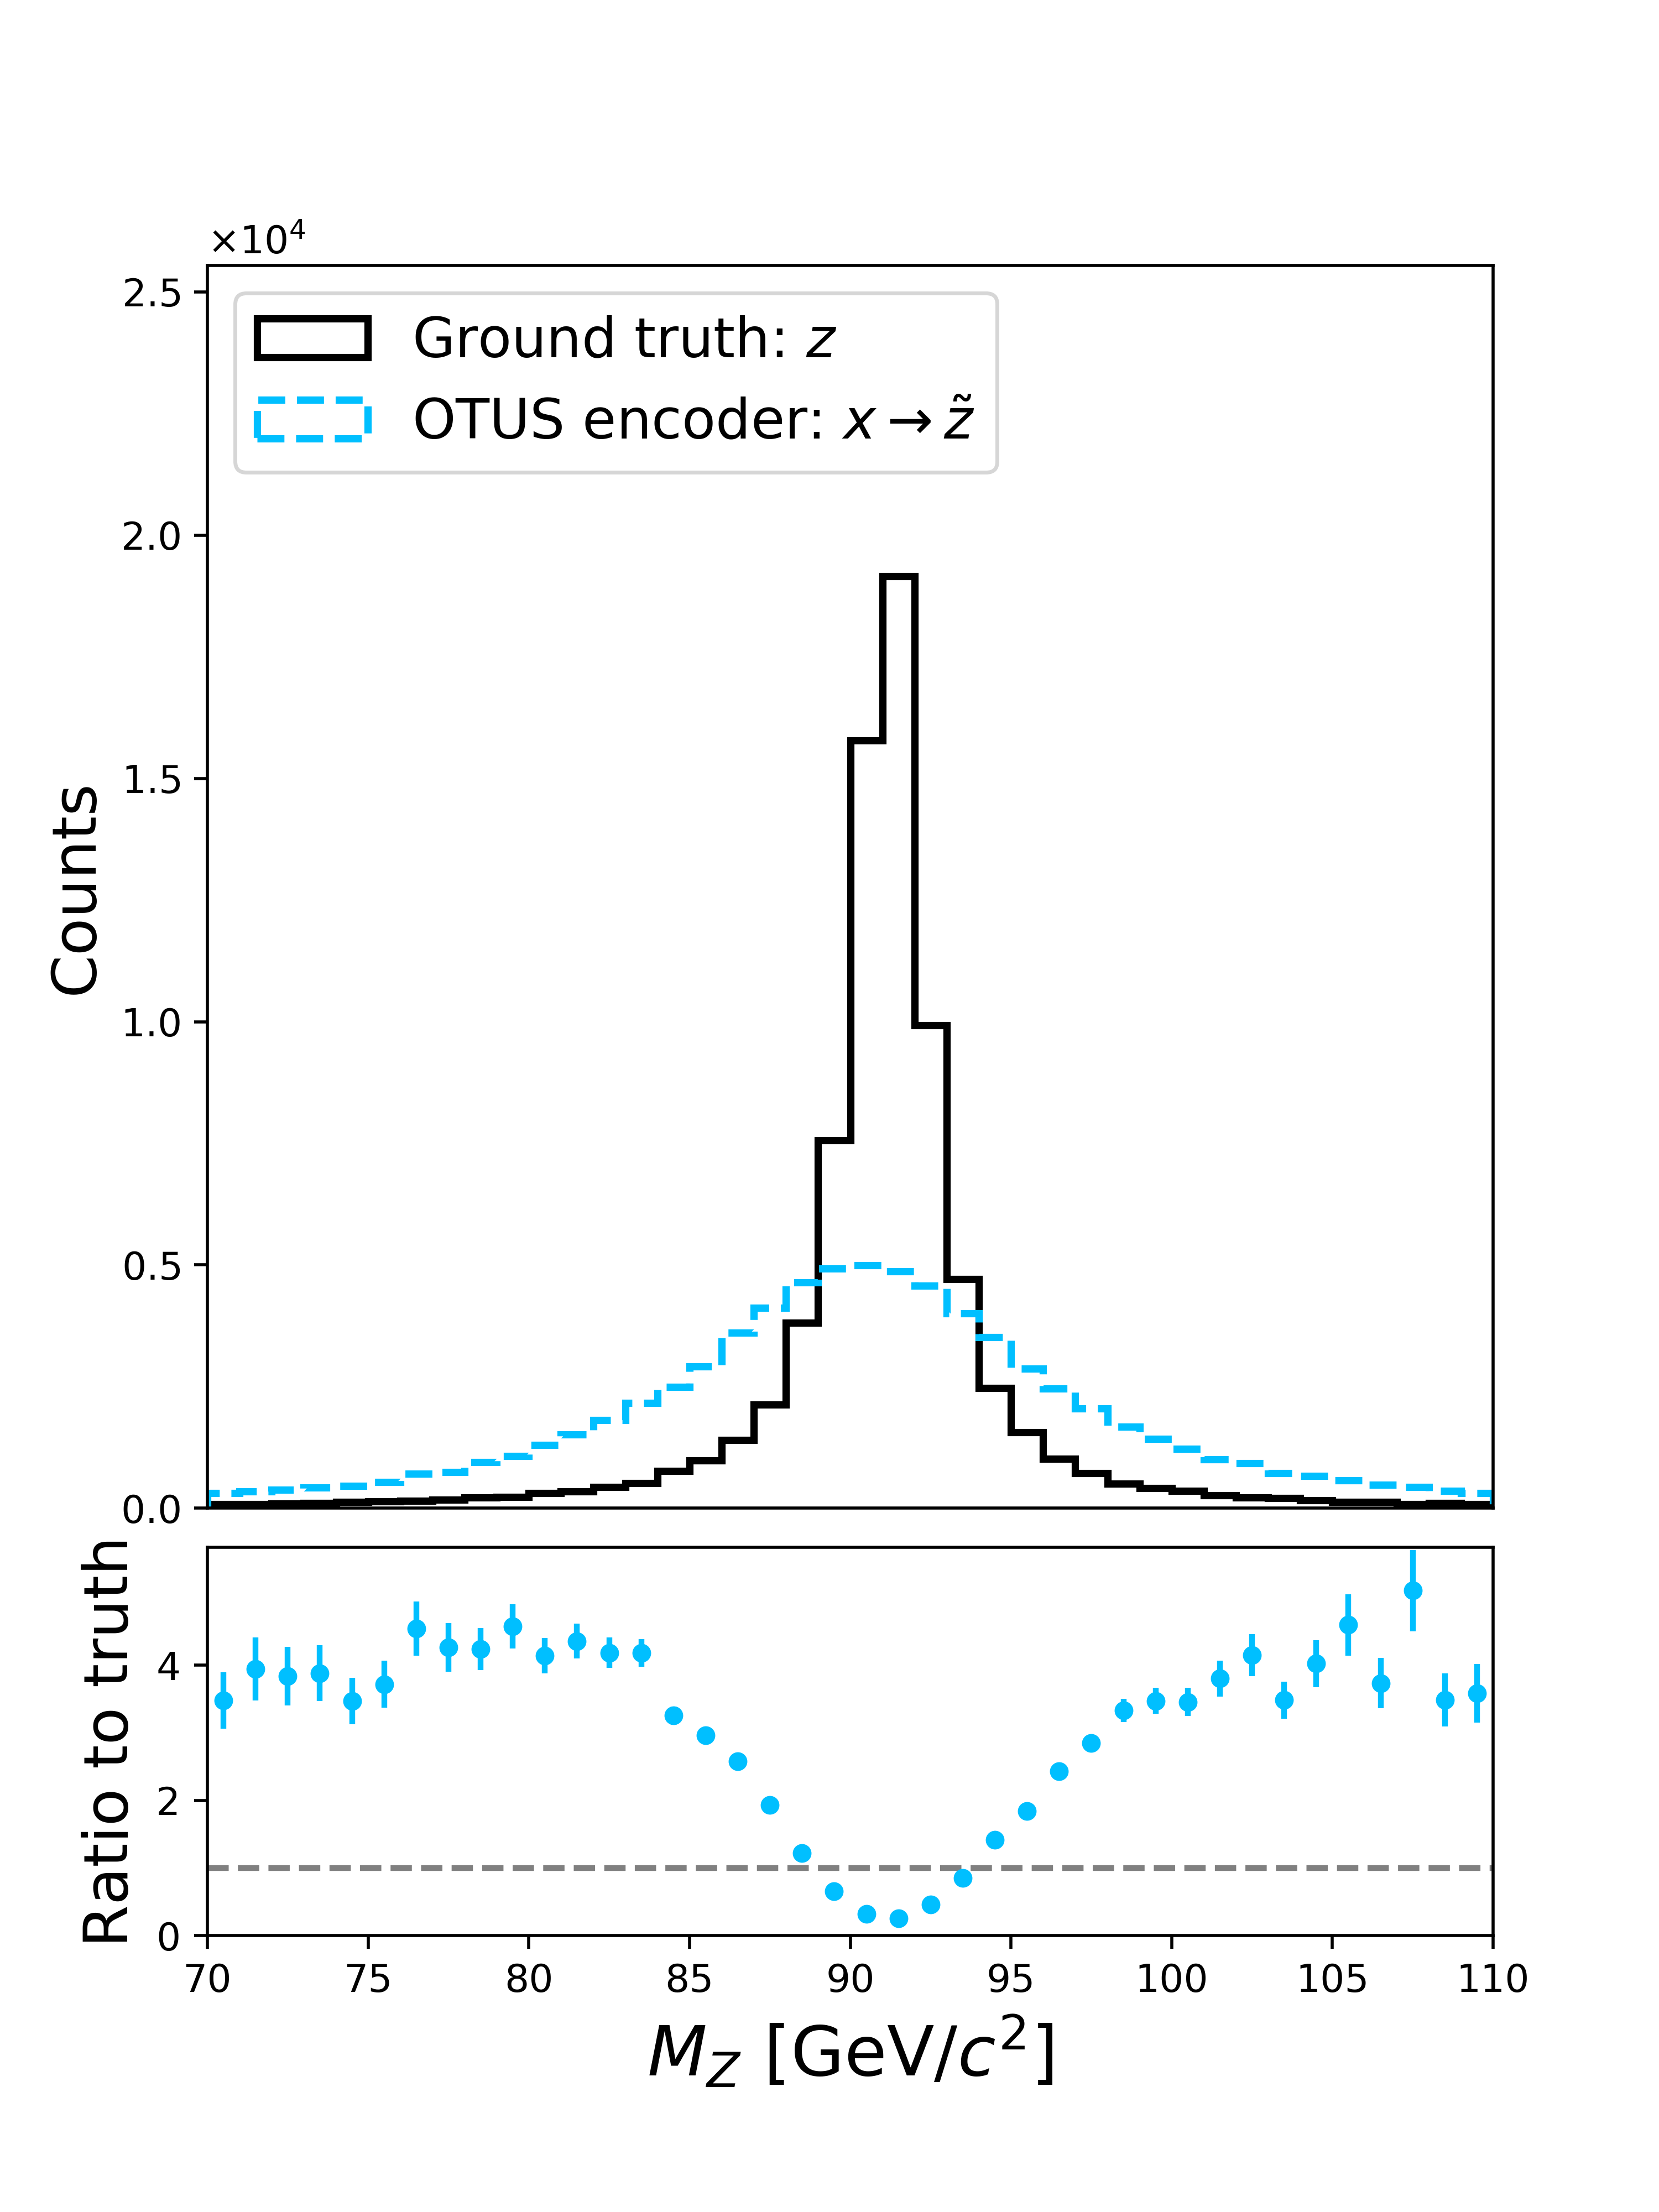 ×10⁴
2.5
2.0
1.5
1.0
0.5
0.0
Counts
Ground truth: z
OTUS encoder: x → z̃
Ratio to truth
4
2
0
70 75 80 85 90 95 100 105 110
M_Z [GeV/c²]